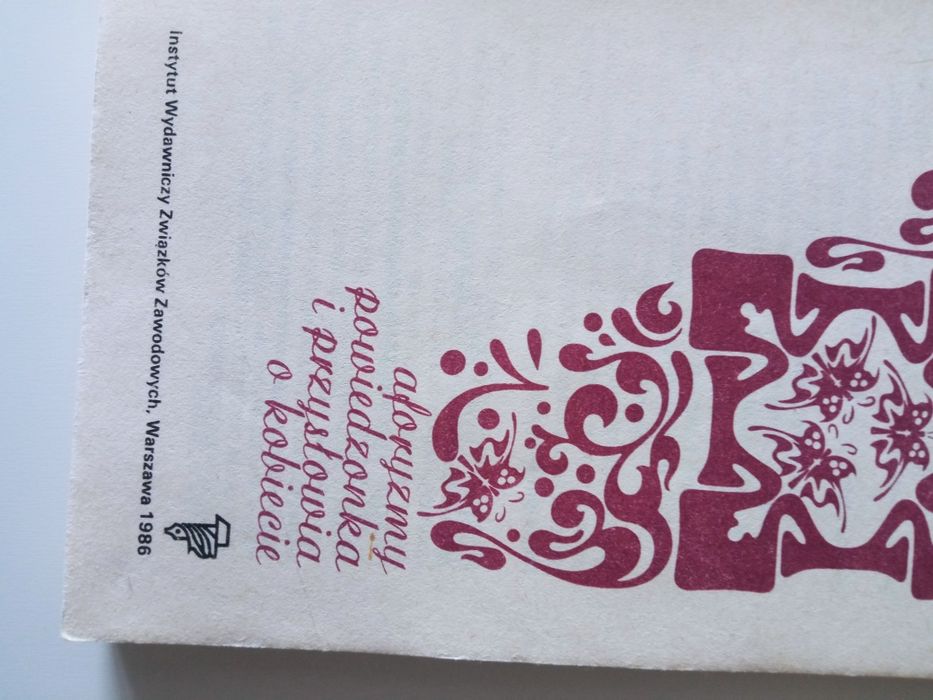 aforyzmy
powiedzonka
i przysłowia
o kobiecie
Instytut Wydawniczy Związków Zawodowych, Warszawa 1986